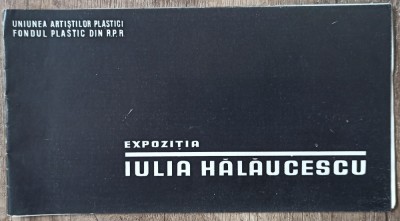 UNIUNEA ARTIȘTILOR PLASTICI
FONDUL PLASTIC DIN R.P.R
EXPOZIȚIA
IULIA HĂLĂUCESCU